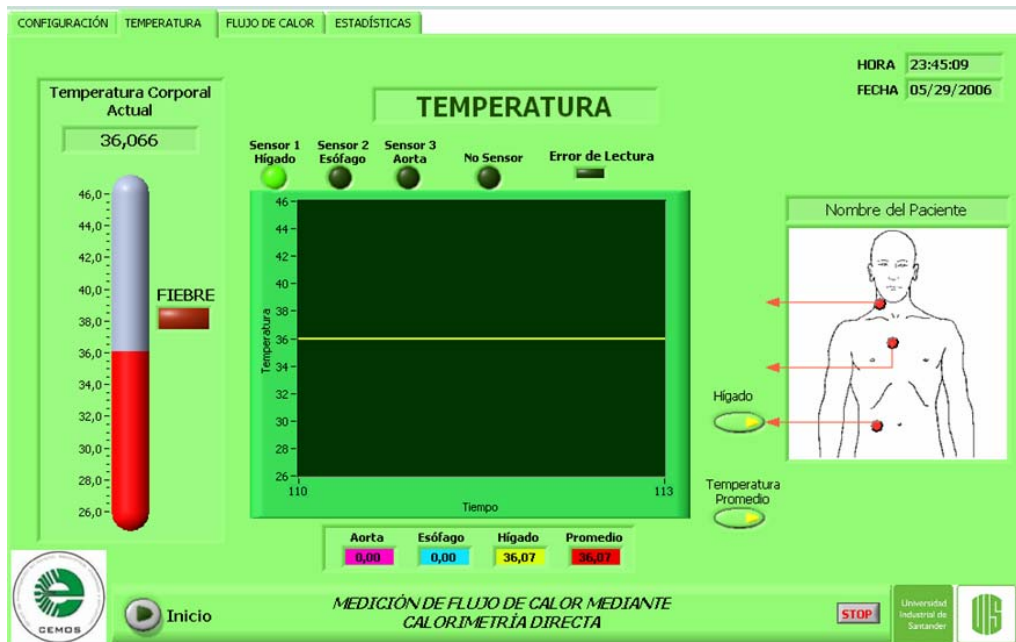 CONFIGURACIÓN
TEMPERATURA
FLUJO DE CALOR
ESTADÍSTICAS
HORA 23:45:09
FECHA 05/29/2006
Temperatura Corporal
Actual
36,066
46,0
44,0
42,0
40,0
38,0
36,0
34,0
32,0
30,0
28,0
26,0
FIEBRE
TEMPERATURA
Sensor 1
Hígado
Sensor 2
Esófago
Sensor 3
Aorta
No Sensor
Error de Lectura
Temperatura
46
44
42
40
38
36
34
32
30
28
26
110
113
Tiempo
Nombre del Paciente
Hígado
Temperatura
Promedio
Aorta
0,00
Esófago
0,00
Hígado
36,07
Promedio
36,07
CEMOS
Inicio
MEDICIÓN DE FLUJO DE CALOR MEDIANTE
CALORIMETRÍA DIRECTA
STOP
Universidad
Industrial de
Santander
UIS